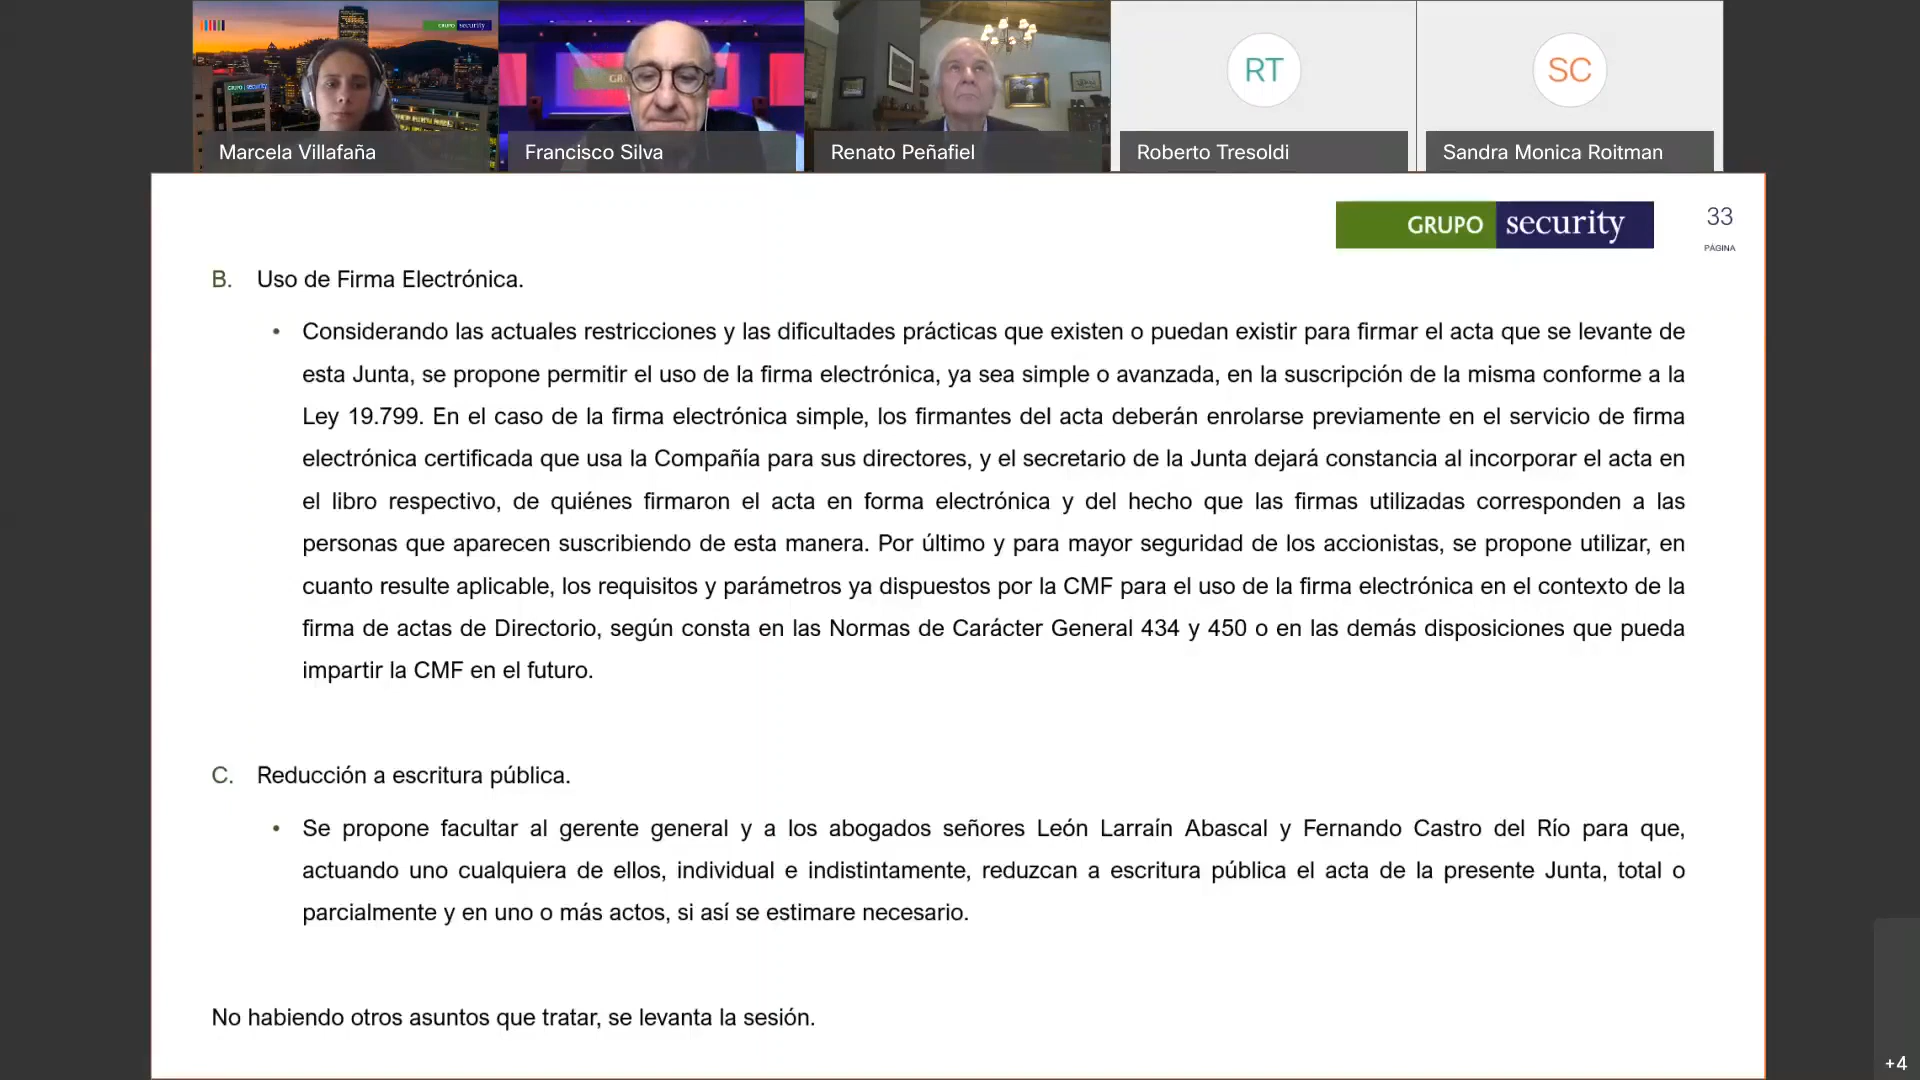 GRUPO security
GRUPO security
GR
RT
SC
Marcela Villafaña
Francisco Silva
Renato Peñafiel
Roberto Tresoldi
Sandra Monica Roitman
GRUPO security
33
PÁGINA
B. Uso de Firma Electrónica.
• Considerando las actuales restricciones y las dificultades prácticas que existen o puedan existir para firmar el acta que se levante de
esta Junta, se propone permitir el uso de la firma electrónica, ya sea simple o avanzada, en la suscripción de la misma conforme a la
Ley 19.799. En el caso de la firma electrónica simple, los firmantes del acta deberán enrolarse previamente en el servicio de firma
electrónica certificada que usa la Compañía para sus directores, y el secretario de la Junta dejará constancia al incorporar el acta en
el libro respectivo, de quiénes firmaron el acta en forma electrónica y del hecho que las firmas utilizadas corresponden a las
personas que aparecen suscribiendo de esta manera. Por último y para mayor seguridad de los accionistas, se propone utilizar, en
cuanto resulte aplicable, los requisitos y parámetros ya dispuestos por la CMF para el uso de la firma electrónica en el contexto de la
firma de actas de Directorio, según consta en las Normas de Carácter General 434 y 450 o en las demás disposiciones que pueda
impartir la CMF en el futuro.
C. Reducción a escritura pública.
• Se propone facultar al gerente general y a los abogados señores León Larraín Abascal y Fernando Castro del Río para que,
actuando uno cualquiera de ellos, individual e indistintamente, reduzcan a escritura pública el acta de la presente Junta, total o
parcialmente y en uno o más actos, si así se estimare necesario.
No habiendo otros asuntos que tratar, se levanta la sesión.
+4